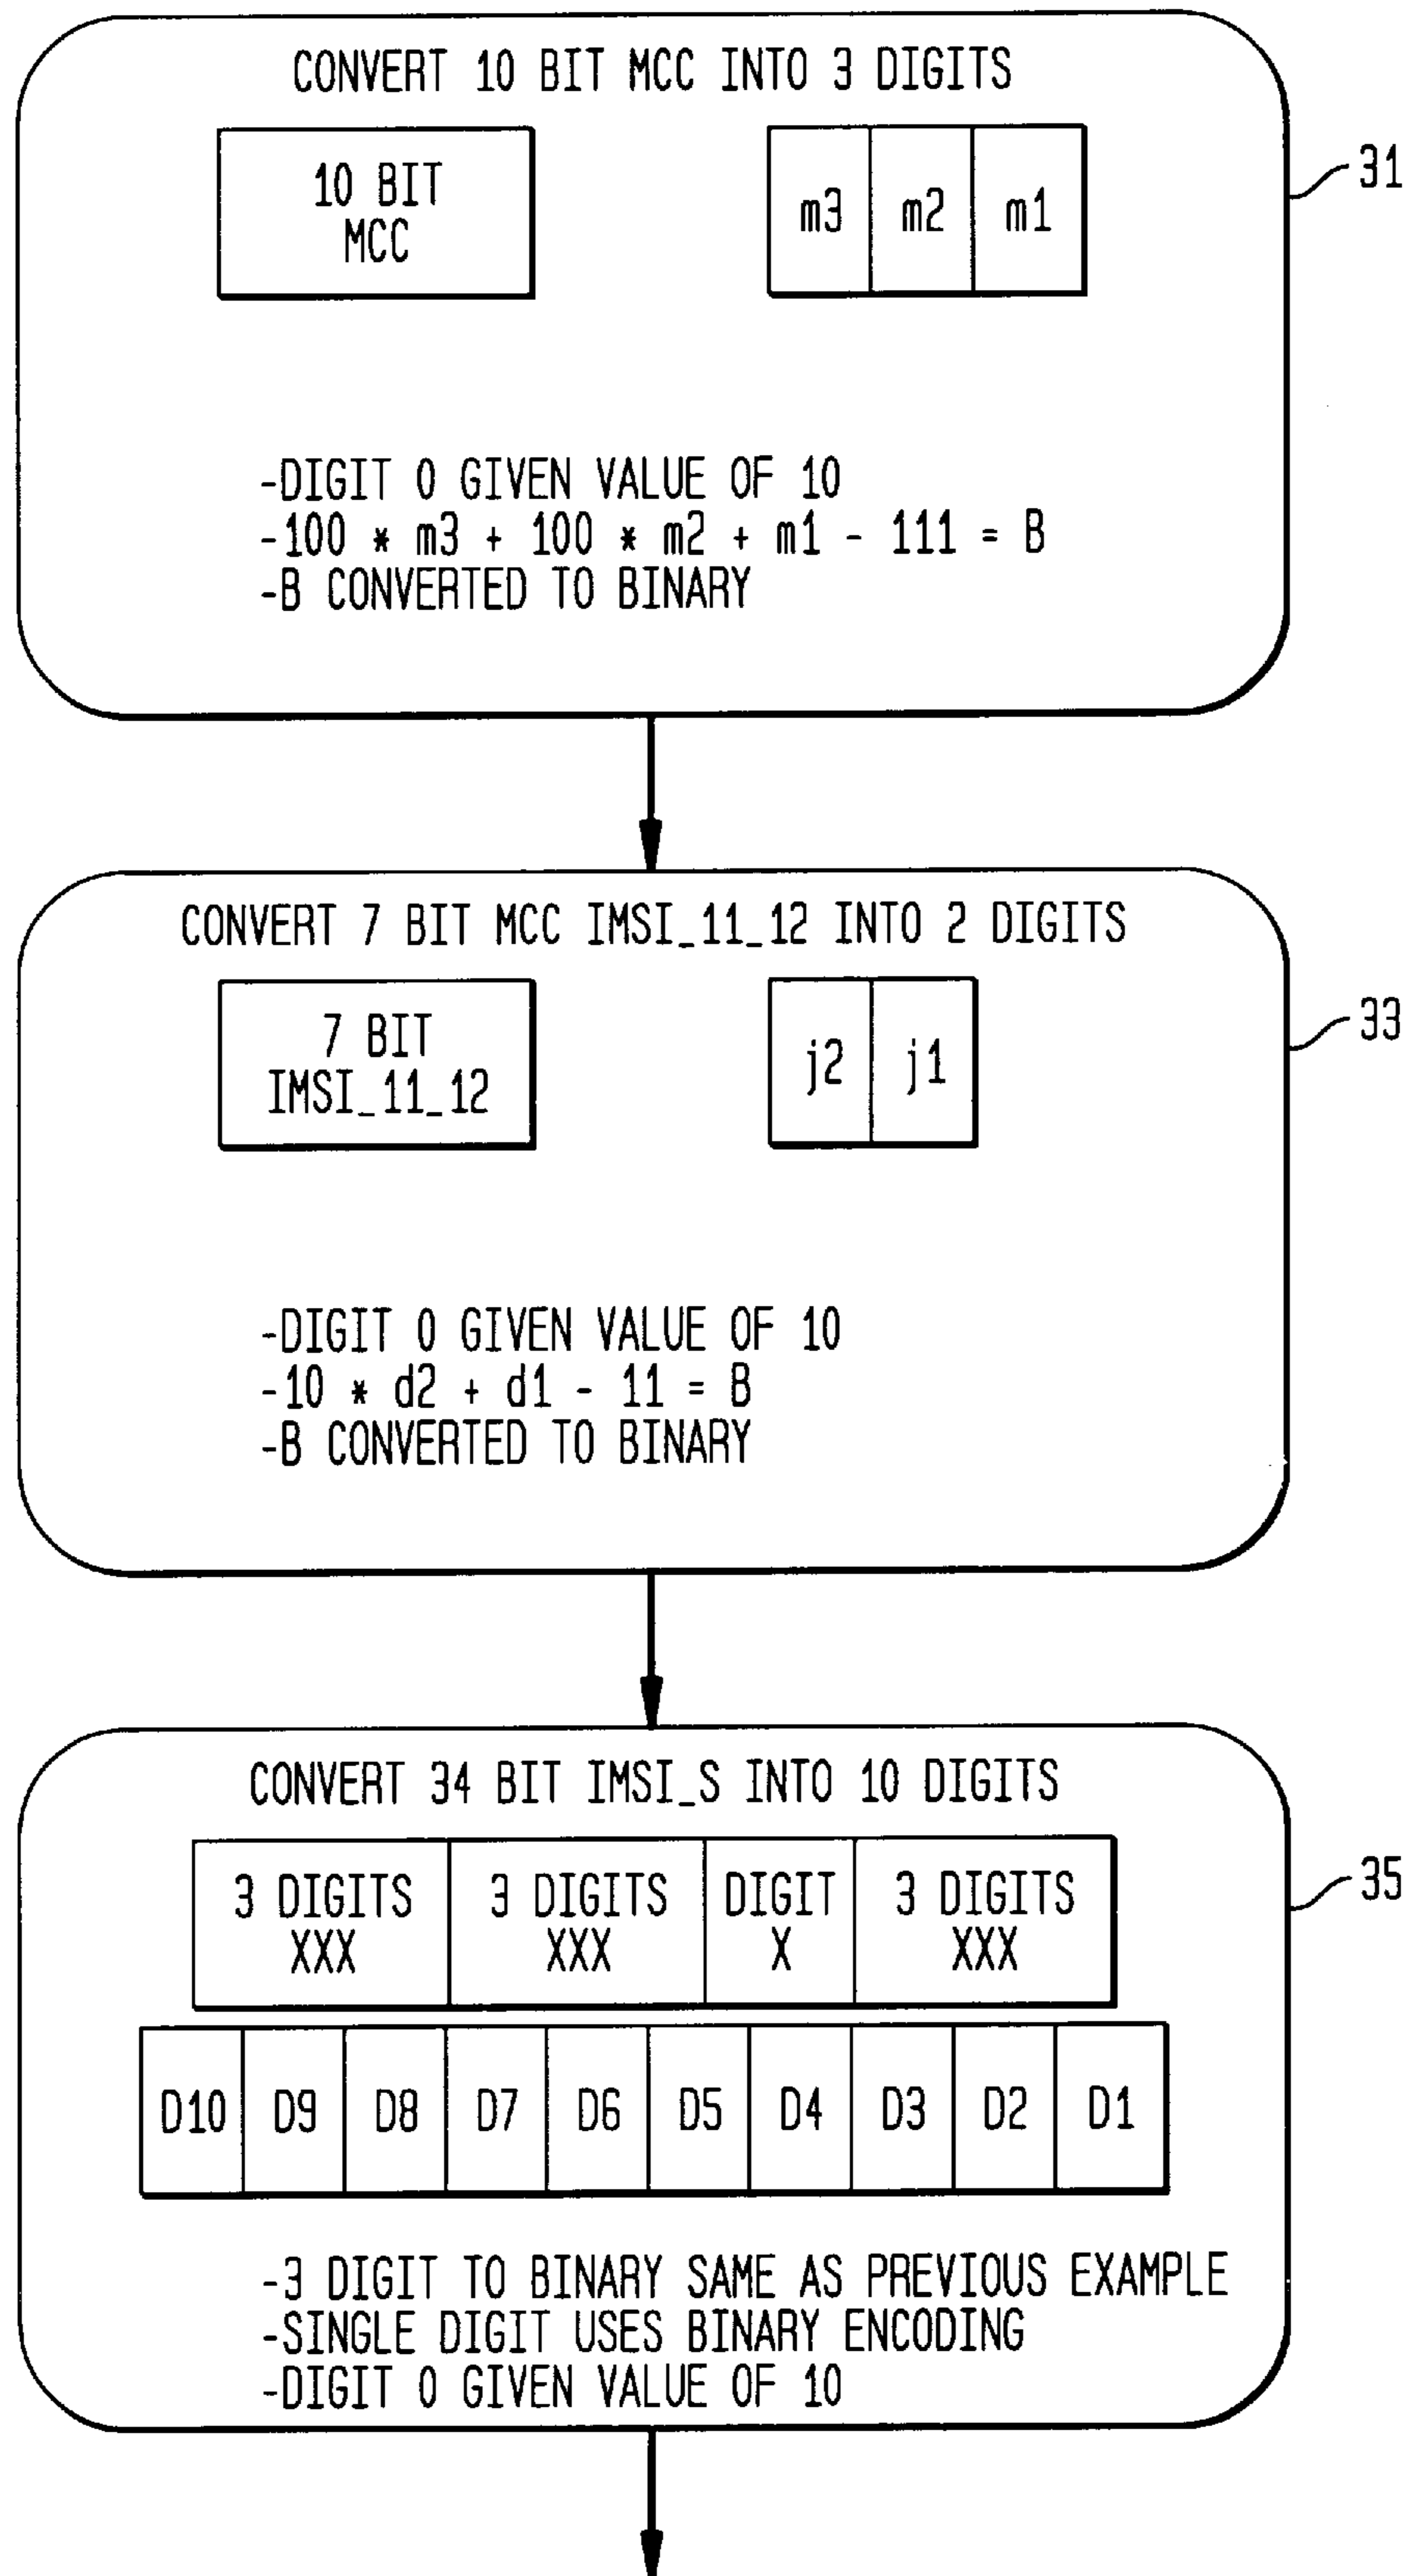 CONVERT 10 BIT MCC INTO 3 DIGITS
10 BIT
MCC
m3 m2 m1
31
-DIGIT 0 GIVEN VALUE OF 10
-100 * m3 + 100 * m2 + m1 - 111 = B
-B CONVERTED TO BINARY
CONVERT 7 BIT MCC IMSI_11_12 INTO 2 DIGITS
7 BIT
IMSI_11_12
j2 j1
33
-DIGIT 0 GIVEN VALUE OF 10
-10 * d2 + d1 - 11 = B
-B CONVERTED TO BINARY
CONVERT 34 BIT IMSI_S INTO 10 DIGITS
3 DIGITS
XXX
3 DIGITS
XXX
DIGIT
X
3 DIGITS
XXX
35
D10 D9 D8 D7 D6 D5 D4 D3 D2 D1
-3 DIGIT TO BINARY SAME AS PREVIOUS EXAMPLE
-SINGLE DIGIT USES BINARY ENCODING
-DIGIT 0 GIVEN VALUE OF 10